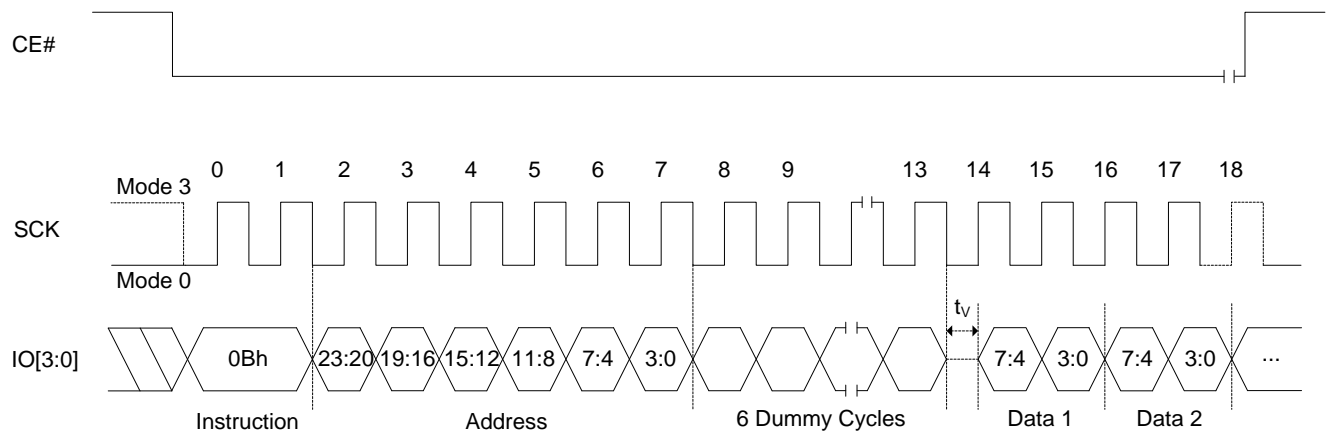 CE#
0 1 2 3 4 5 6 7 8 9 13 14 15 16 17 18
Mode 3
SCK
Mode 0
tV
IO[3:0] 0Bh 23:20 19:16 15:12 11:8 7:4 3:0 7:4 3:0 7:4 3:0 ...
Instruction Address 6 Dummy Cycles Data 1 Data 2